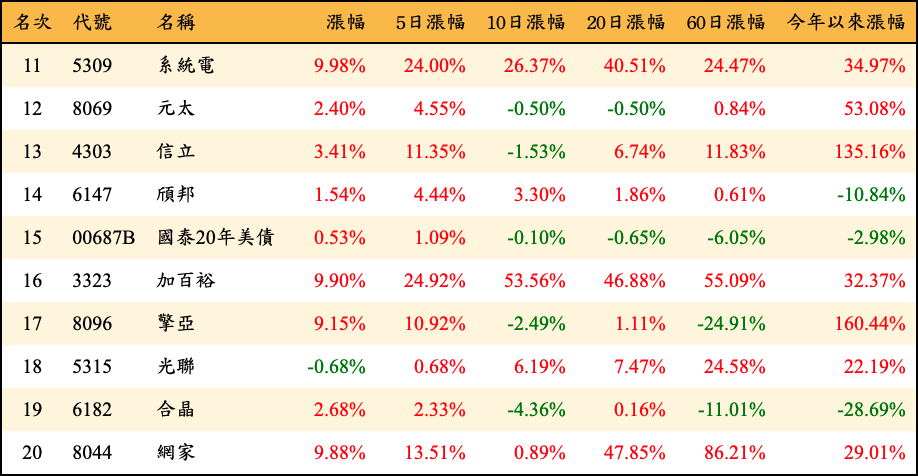 名次 代號 名稱 漲幅 5日漲幅 10日漲幅 20日漲幅 60日漲幅 今年以來漲幅
11 5309 系統電 9.98% 24.00% 26.37% 40.51% 24.47% 34.97%
12 8069 元太 2.40% 4.55% -0.50% -0.50% 0.84% 53.08%
13 4303 信立 3.41% 11.35% -1.53% 6.74% 11.83% 135.16%
14 6147 頎邦 1.54% 4.44% 3.30% 1.86% 0.61% -10.84%
15 00687B 國泰20年美債 0.53% 1.09% -0.10% -0.65% -6.05% -2.98%
16 3323 加百裕 9.90% 24.92% 53.56% 46.88% 55.09% 32.37%
17 8096 擎亞 9.15% 10.92% -2.49% 1.11% -24.91% 160.44%
18 5315 光聯 -0.68% 0.68% 6.19% 7.47% 24.58% 22.19%
19 6182 合晶 2.68% 2.33% -4.36% 0.16% -11.01% -28.69%
20 8044 網家 9.88% 13.51% 0.89% 47.85% 86.21% 29.01%